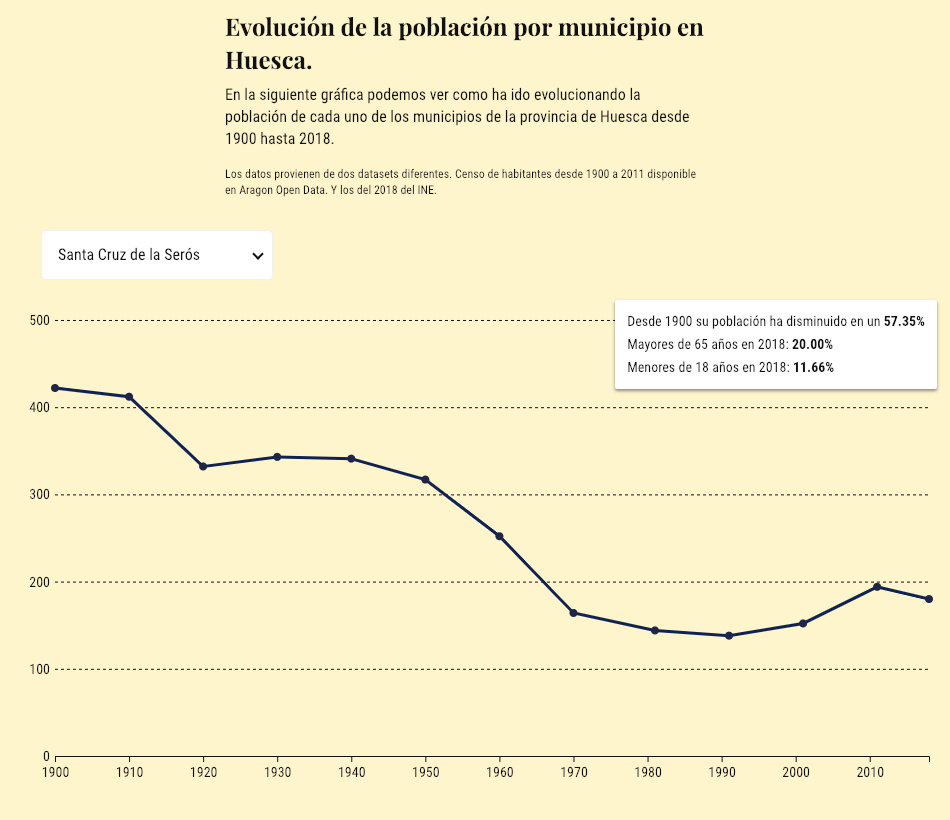 Evolución de la población por municipio en
Huesca.
En la siguiente gráfica podemos ver como ha ido evolucionando la
población de cada uno de los municipios de la provincia de Huesca desde
1900 hasta 2018.
Los datos provienen de dos datasets diferentes. Censo de habitantes desde 1900 a 2011 disponible
en Aragon Open Data. Y los del 2018 del INE.
Santa Cruz de la Serós
Desde 1900 su población ha disminuido en un 57.35%
Mayores de 65 años en 2018: 20.00%
Menores de 18 años en 2018: 11.66%
500
400
300
200
100
0
1900 1910 1920 1930 1940 1950 1960 1970 1980 1990 2000 2010